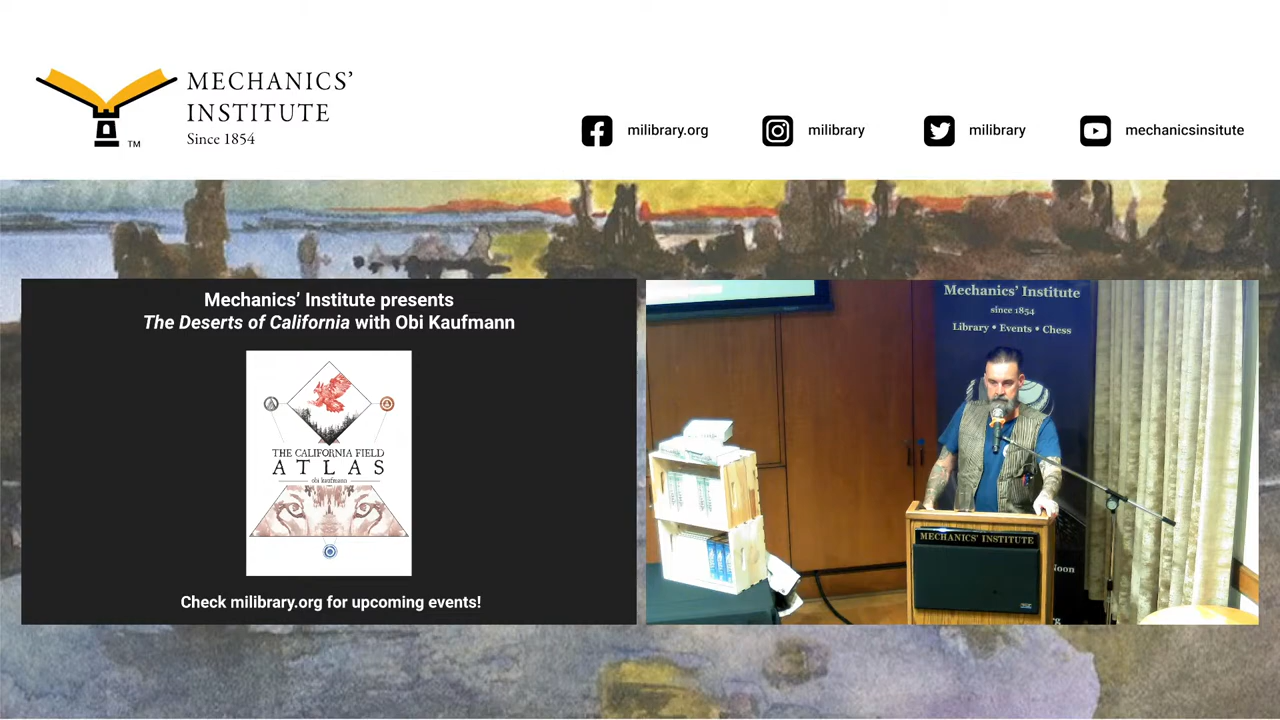 MECHANICS'
INSTITUTE
Since 1854
TM
milibrary.org
milibrary
milibrary
mechanicsinsitute
Mechanics' Institute presents
The Deserts of California with Obi Kaufmann
THE CALIFORNIA FIELD
ATLAS
obi kaufmann
Check milibrary.org for upcoming events!
Mechanics' Institute
since 1854
Library • Events • Chess
MECHANICS' INSTITUTE
Noon